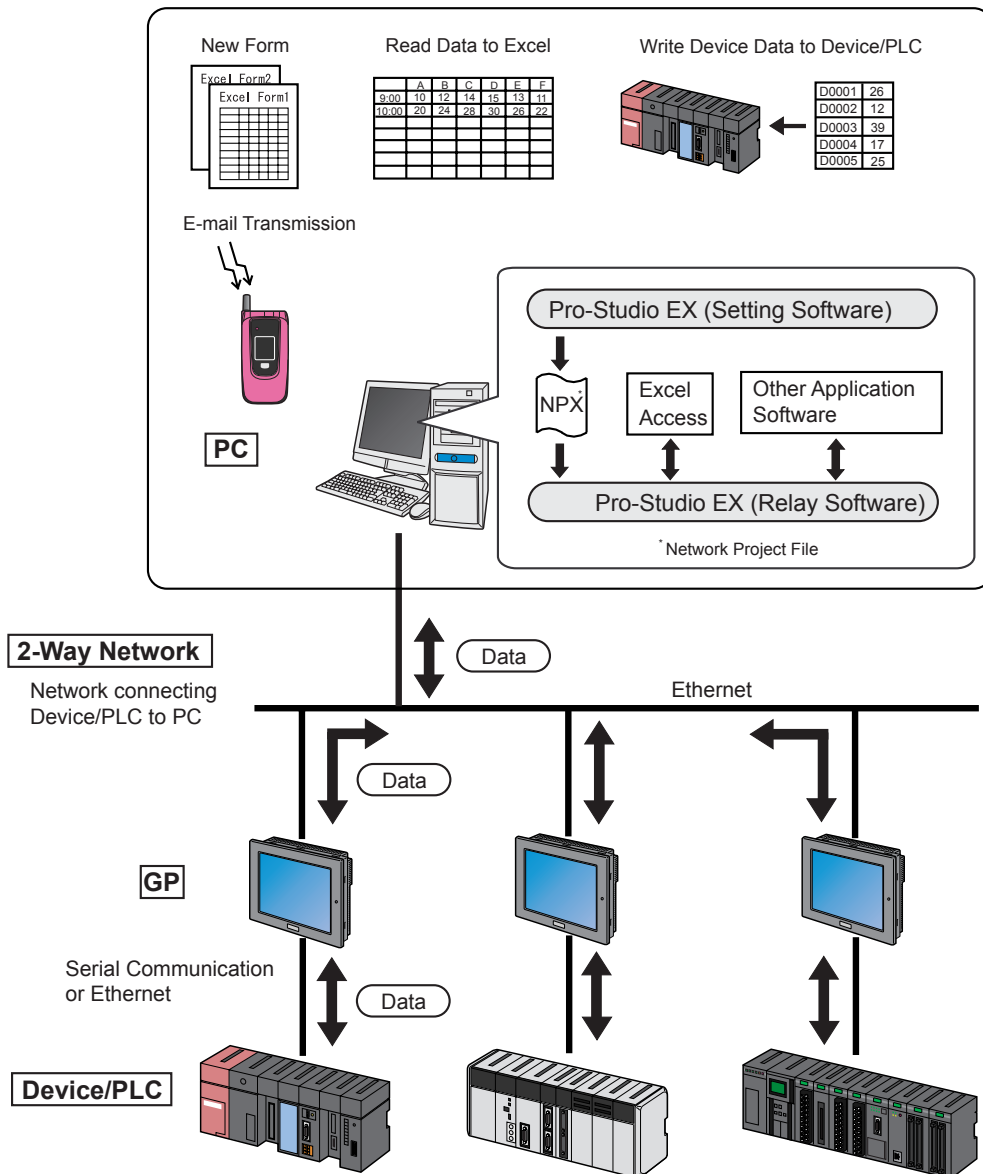 New Form
Read Data to Excel
Write Device Data to Device/PLC
Excel Form2
Excel Form1
A B C D E F
9:00 10 12 14 15 13 11
10:00 20 24 28 30 26 22
D0001 26
D0002 12
D0003 39
D0004 17
D0005 25
E-mail Transmission
PC
Pro-Studio EX (Setting Software)
NPX*
Excel
Access
Other Application
Software
Pro-Studio EX (Relay Software)
* Network Project File
2-Way Network
Data
Network connecting
Device/PLC to PC
Ethernet
Data
GP
Serial Communication
or Ethernet
Data
Device/PLC